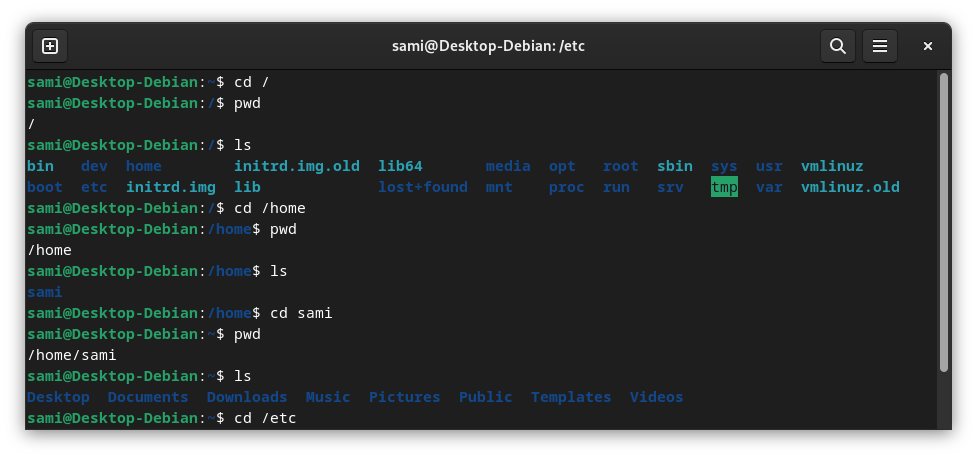 sami@Desktop-Debian: /etc
sami@Desktop-Debian:~$ cd /
sami@Desktop-Debian:/$ pwd
/
sami@Desktop-Debian:/$ ls
bin   dev  home        initrd.img.old  lib64       media  opt   root  sbin  sys  usr  vmlinuz
boot  etc  initrd.img  lib             lost+found  mnt    proc  run   srv   tmp  var  vmlinuz.old
sami@Desktop-Debian:/$ cd /home
sami@Desktop-Debian:/home$ pwd
/home
sami@Desktop-Debian:/home$ ls
sami
sami@Desktop-Debian:/home$ cd sami
sami@Desktop-Debian:~$ pwd
/home/sami
sami@Desktop-Debian:~$ ls
Desktop  Documents  Downloads  Music  Pictures  Public  Templates  Videos
sami@Desktop-Debian:~$ cd /etc